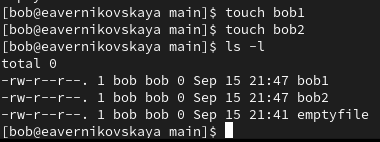 [bob@eavernikovskaya main]$ touch bob1
[bob@eavernikovskaya main]$ touch bob2
[bob@eavernikovskaya main]$ ls -l
total 0
-rw-r--r--. 1 bob bob 0 Sep 15 21:47 bob1
-rw-r--r--. 1 bob bob 0 Sep 15 21:47 bob2
-rw-r--r--. 1 bob bob 0 Sep 15 21:41 emptyfile
[bob@eavernikovskaya main]$